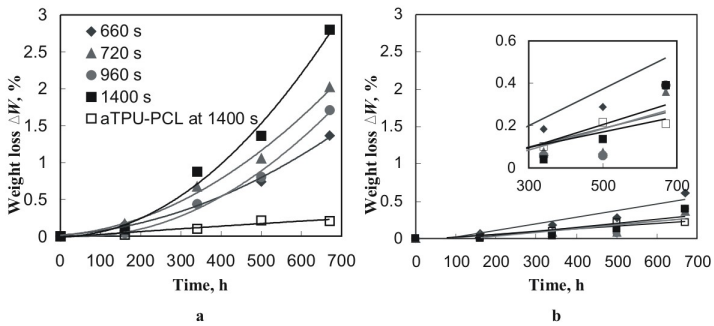 3
2.5
2
1.5
1
0.5
0
0 100 200 300 400 500 600 700
Weight loss △W, %
Time, h
660 s
720 s
960 s
1400 s
aTPU-PCL at 1400 s
a
3
2.5
2
1.5
1
0.5
0
0 100 200 300 400 500 600 700
Weight loss △W, %
Time, h
0.6
0.4
0.2
0
300 500 700
b